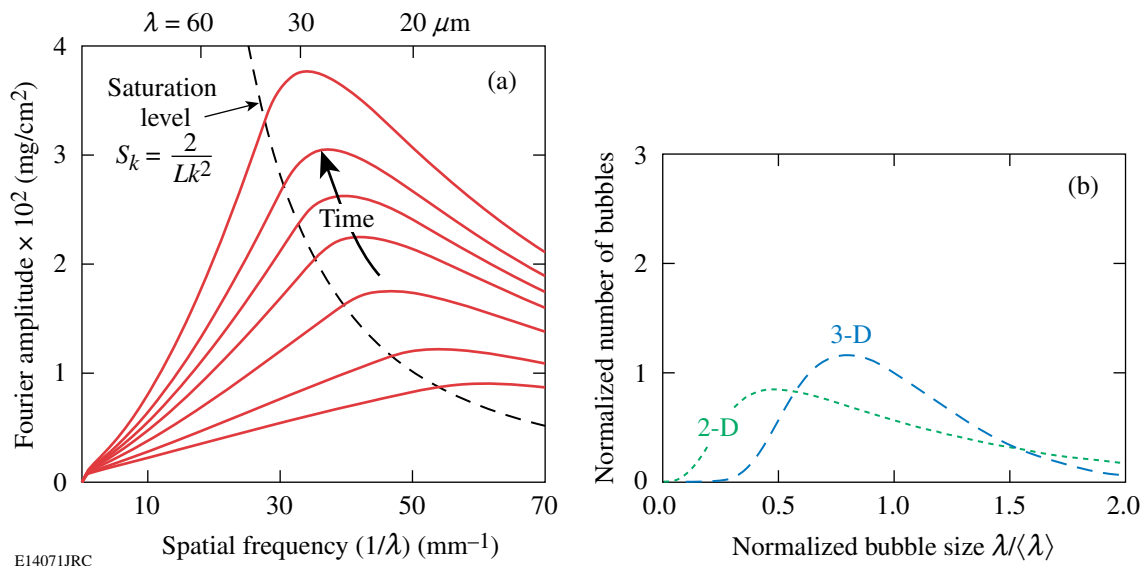 λ = 60 30 20 μm
(a)
4
3
2
1
0
Fourier amplitude × 10² (mg/cm²)
Saturation
level
Sₖ = 2/Lk²
Time
10 30 50 70
Spatial frequency (1/λ) (mm⁻¹)
E14071JRC
(b)
3
2
1
0
Normalized number of bubbles
3-D
2-D
0.0 0.5 1.0 1.5 2.0
Normalized bubble size λ/⟨λ⟩